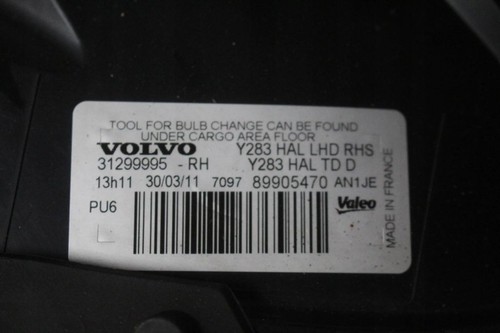 TOOL FOR BULB CHANGE CAN BE FOUND
UNDER CARGO AREA FLOOR
VOLVO Y283 HAL LHD RHS
31299995 - RH Y283 HAL TD D
13h11 30/03/11 7097 89905470 AN1JE
PU6 Valeo
MADE IN FRANCE